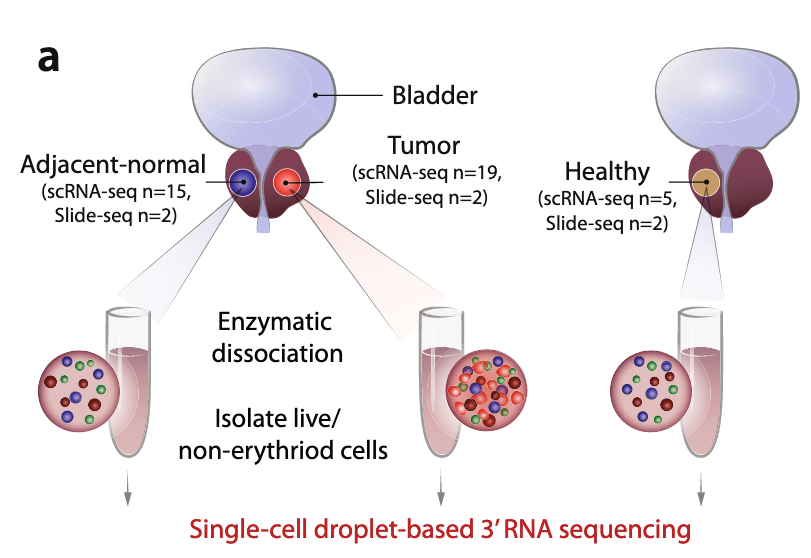 a
Bladder
Adjacent-normal
(scRNA-seq n=15,
Slide-seq n=2)
Tumor
(scRNA-seq n=19,
Slide-seq n=2)
Healthy
(scRNA-seq n=5,
Slide-seq n=2)
Enzymatic
dissociation
Isolate live/
non-erythriod cells
Single-cell droplet-based 3′ RNA sequencing